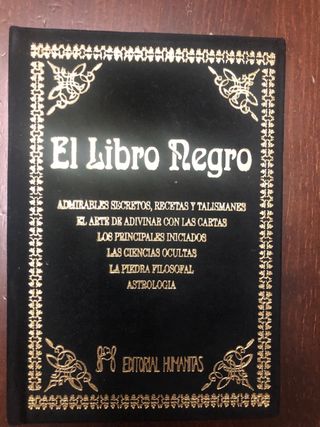 El Libro Negro
ADMIRABLES SECRETOS, RECETAS Y TALISMANES
EL ARTE DE ADIVINAR CON LAS CARTAS
LOS PRINCIPALES INICIADOS
LAS CIENCIAS OCULTAS
LA PIEDRA FILOSOFAL
ASTROLOGIA
EDITORIAL HUMANITAS